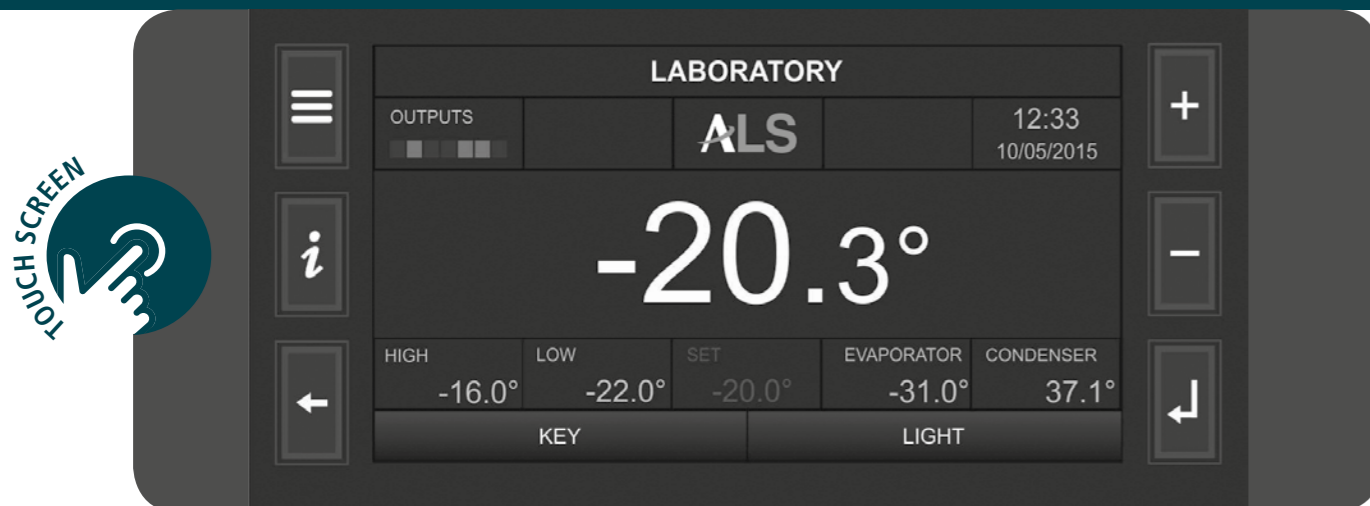 TOUCH SCREEN
LABORATORY
OUTPUTS
ALS
12:33
10/05/2015
i
-20.3°
HIGH
-16.0°
LOW
-22.0°
SET
-20.0°
EVAPORATOR
-31.0°
CONDENSER
37.1°
KEY
LIGHT
+
−